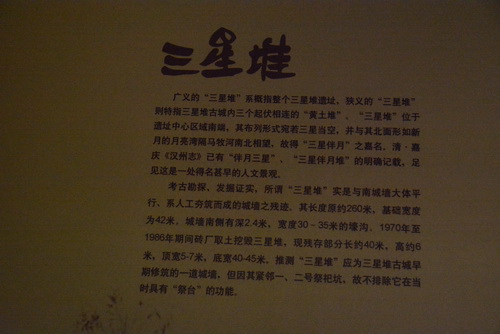 三星堆
广义的“三星堆”系概指整个三星堆遗址，狭义的“三星堆”
则特指三星堆古城内三个起伏相连的“黄土堆”，“三星堆”位于
遗址中心区域南端，其布列形式宛若三星当空，并与其北面形如新
月的月亮湾隔马牧河南北相望，故得“三星伴月”之嘉名，清·嘉
庆《汉州志》已有“伴月三星”、“三星伴月堆”的明确记载，足
见这是一处得名甚早的人文景观。
考古勘探、发掘证实，所谓“三星堆”实是与南城墙大体平
行、系人工夯筑而成的城墙之残迹，其长度原约260米，基础宽度
为42米，城墙南侧有深2.4米、宽度30－35米的壕沟，1970年至
1986年期间砖厂取土挖毁三星堆，现残存部分长约40米，高约6
米，顶宽5-7米，底宽40-45米，推测“三星堆”应为三星堆古城早
期修筑的一道城墙，但因其紧邻一、二号祭祀坑，故不排除它在当
时具有“祭台”的功能。